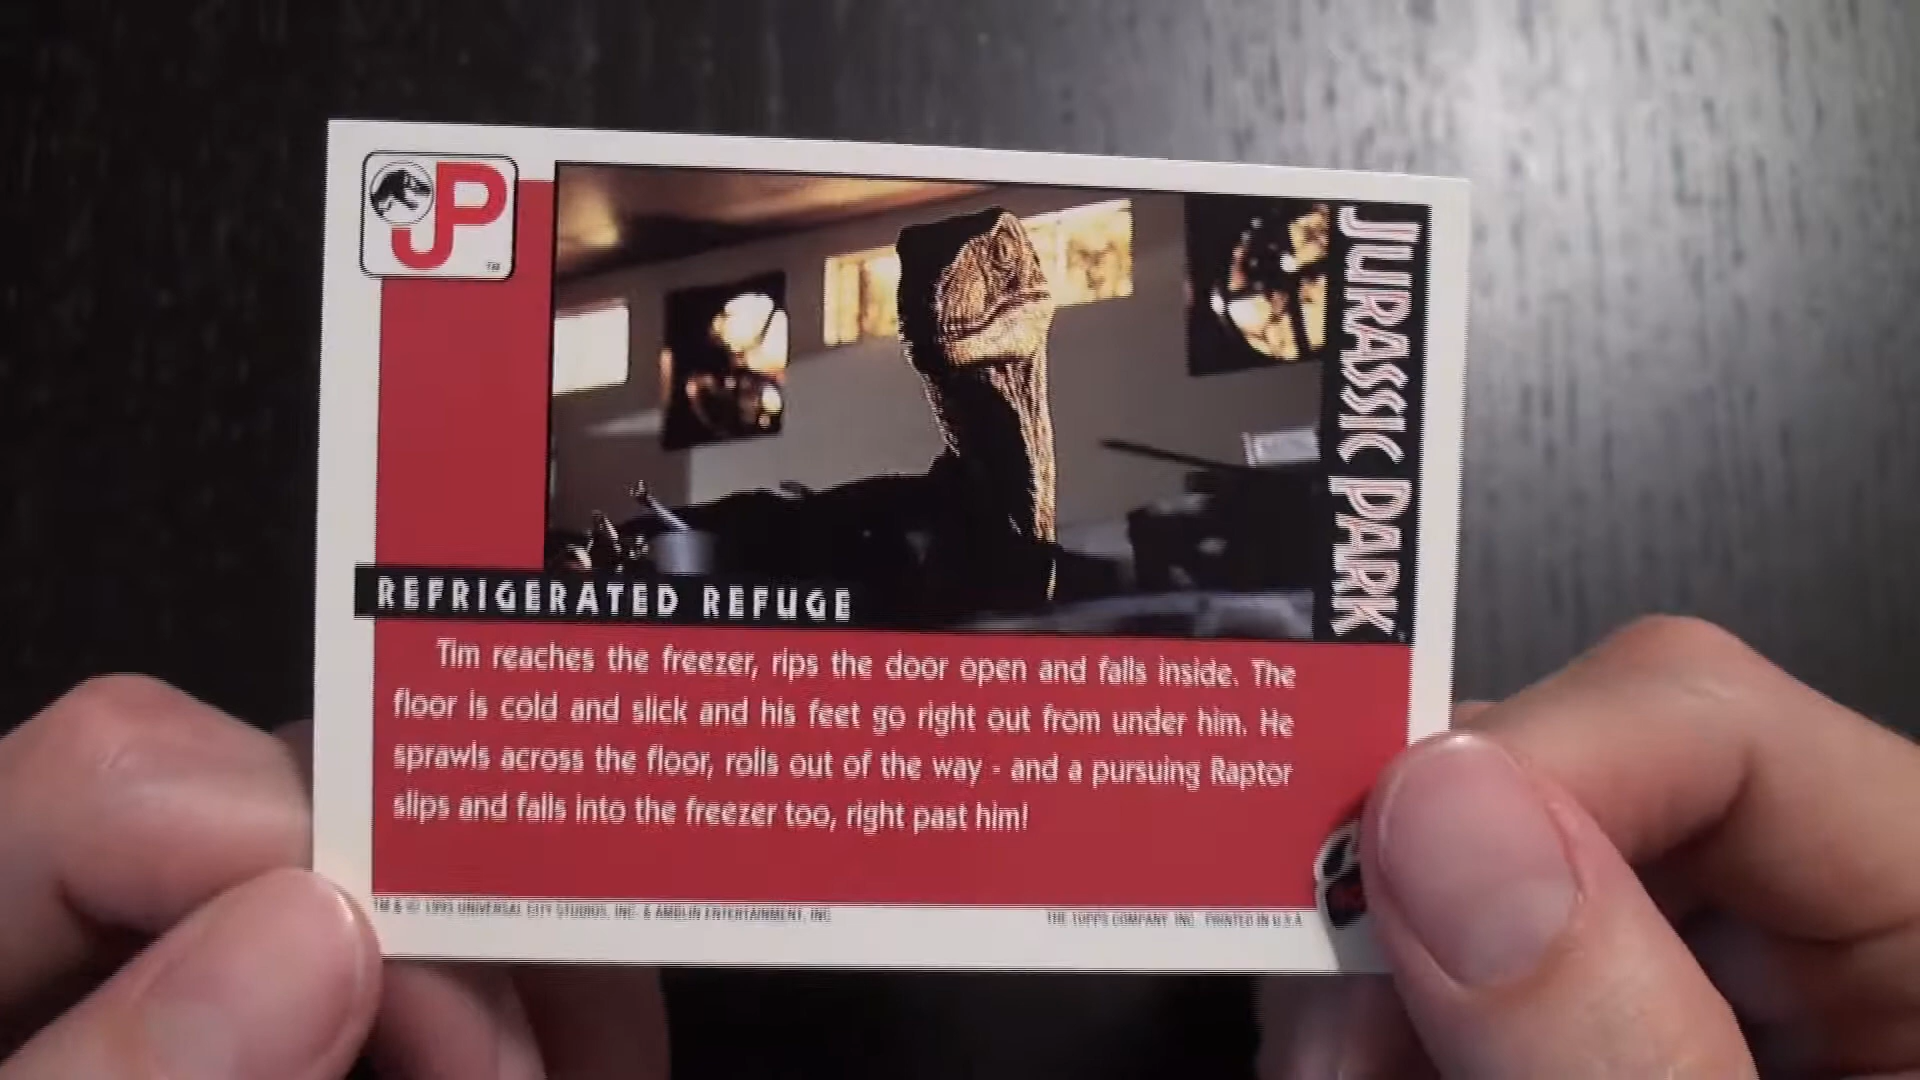 JP
TM
JURASSIC PARK
REFRIGERATED REFUGE
Tim reaches the freezer, rips the door open and falls inside. The
floor is cold and slick and his feet go right out from under him. He
sprawls across the floor, rolls out of the way - and a pursuing Raptor
slips and falls into the freezer too, right past him!
TM & © 1993 UNIVERSAL CITY STUDIOS, INC. & AMBLIN ENTERTAINMENT, INC.
THE TOPPS COMPANY, INC. PRINTED IN U.S.A.